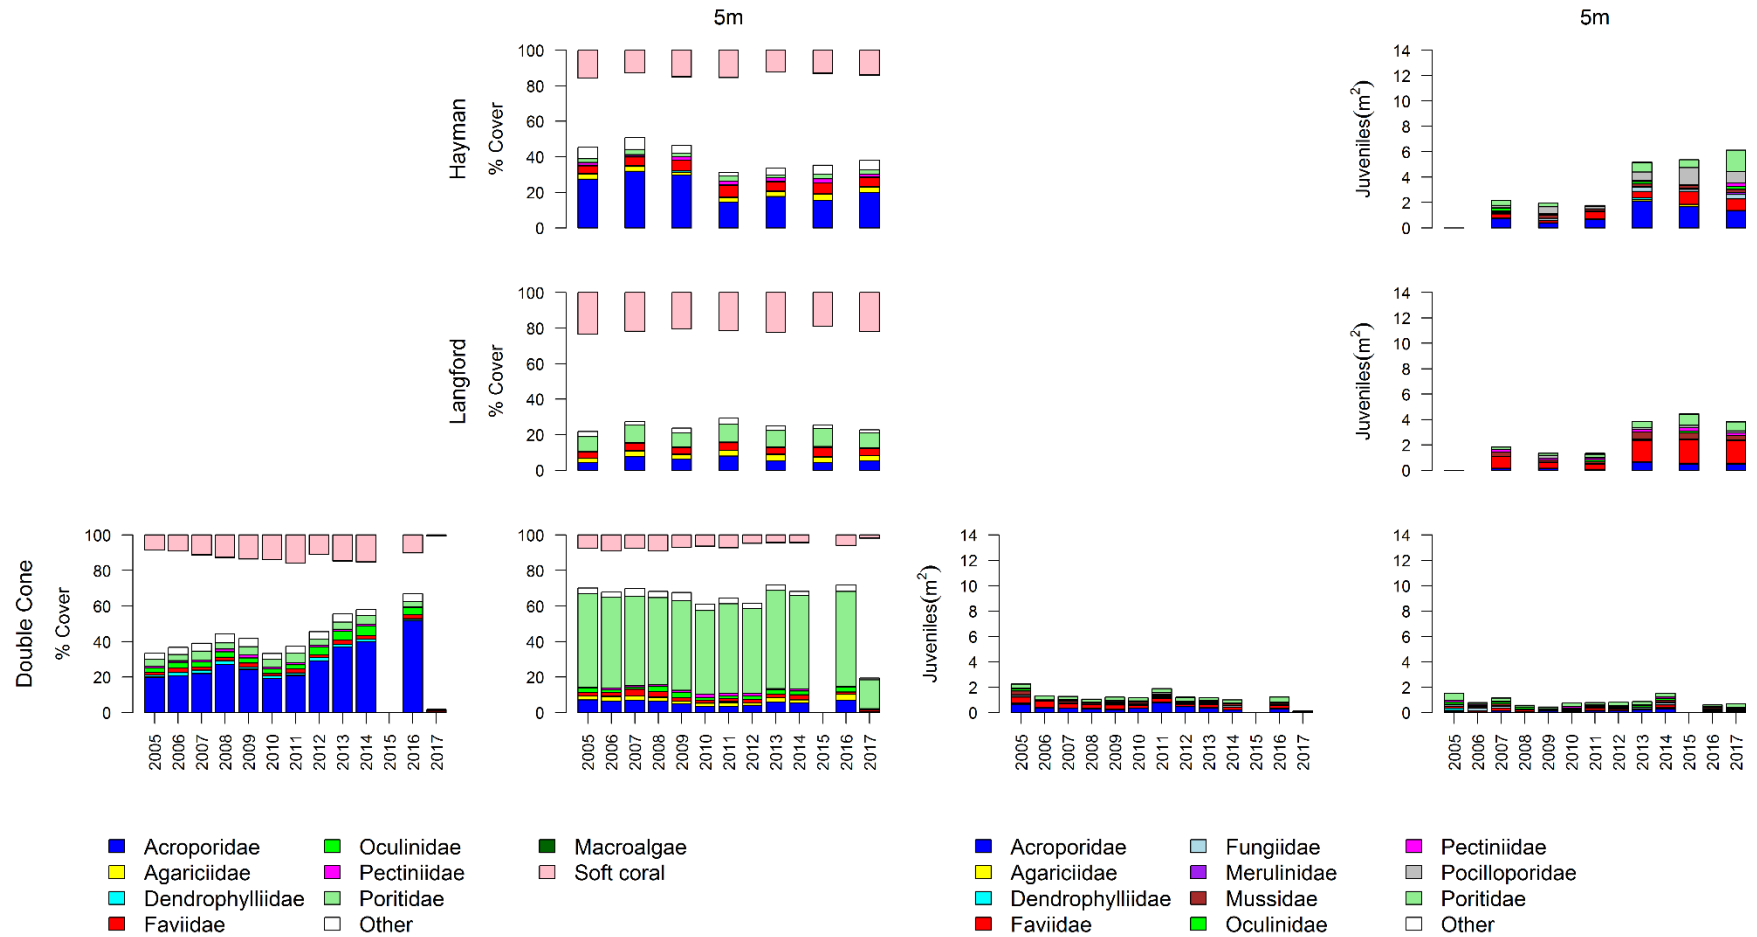 5m
5m
Hayman
% Cover
100
80
60
40
20
0
Juveniles(m²)
14
12
10
8
6
4
2
0
Langford
% Cover
100
80
60
40
20
0
Juveniles(m²)
14
12
10
8
6
4
2
0
Double Cone
% Cover
100
80
60
40
20
0
100
80
60
40
20
0
Juveniles(m²)
14
12
10
8
6
4
2
0
14
12
10
8
6
4
2
0
2005 2006 2007 2008 2009 2010 2011 2012 2013 2014 2015 2016 2017
2005 2006 2007 2008 2009 2010 2011 2012 2013 2014 2015 2016 2017
2005 2006 2007 2008 2009 2010 2011 2012 2013 2014 2015 2016 2017
2005 2006 2007 2008 2009 2010 2011 2012 2013 2014 2015 2016 2017
Acroporidae
Agariciidae
Dendrophylliidae
Faviidae
Oculinidae
Pectiniidae
Poritidae
Other
Macroalgae
Soft coral
Acroporidae
Agariciidae
Dendrophylliidae
Faviidae
Fungiidae
Merulinidae
Mussidae
Oculinidae
Pectiniidae
Pocilloporidae
Poritidae
Other